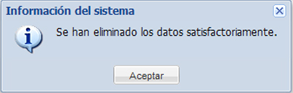 Información del sistema
Se han eliminado los datos satisfactoriamente.
Aceptar